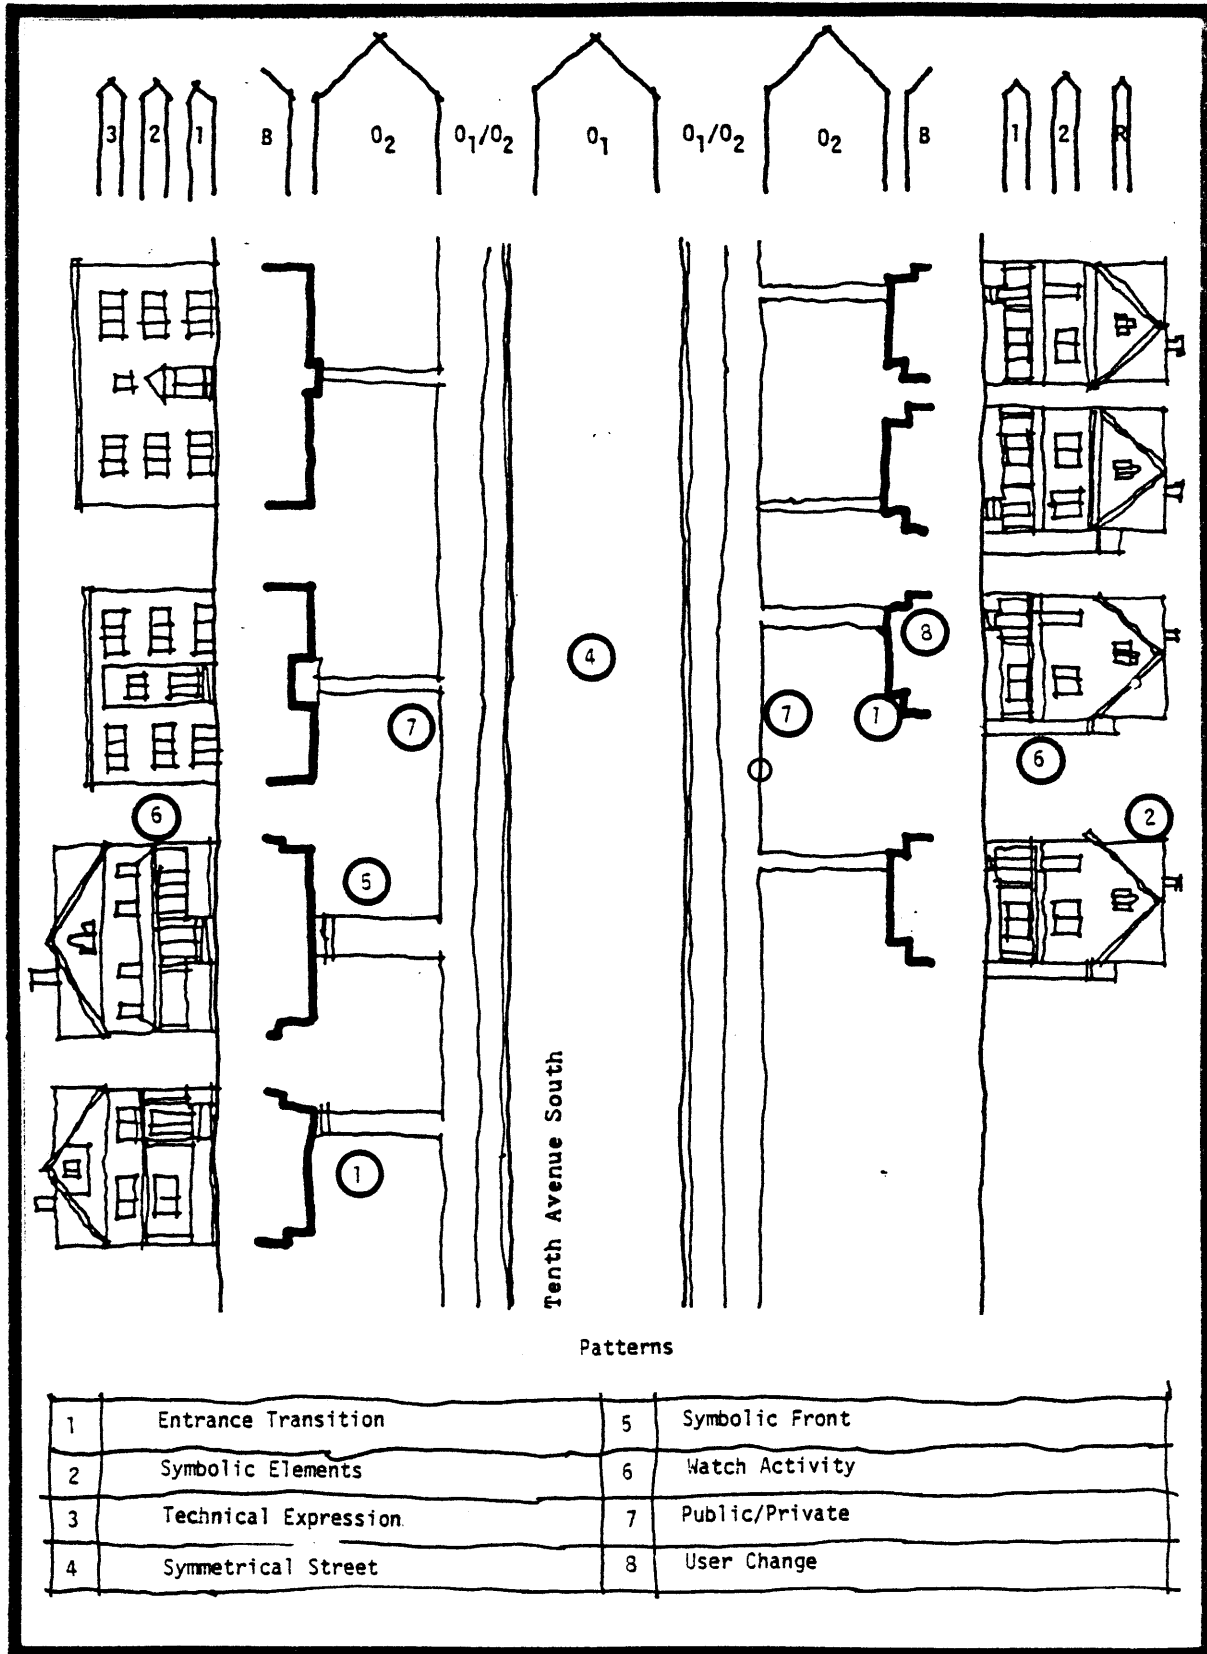 3 2 1 B O₂ O₁/O₂ O₁ O₁/O₂ O₂ B 1 2 R
4
8
7
7
1
6
6
2
5
1
Tenth Avenue South
Patterns
1 Entrance Transition 5 Symbolic Front
2 Symbolic Elements 6 Watch Activity
3 Technical Expression 7 Public/Private
4 Symmetrical Street 8 User Change